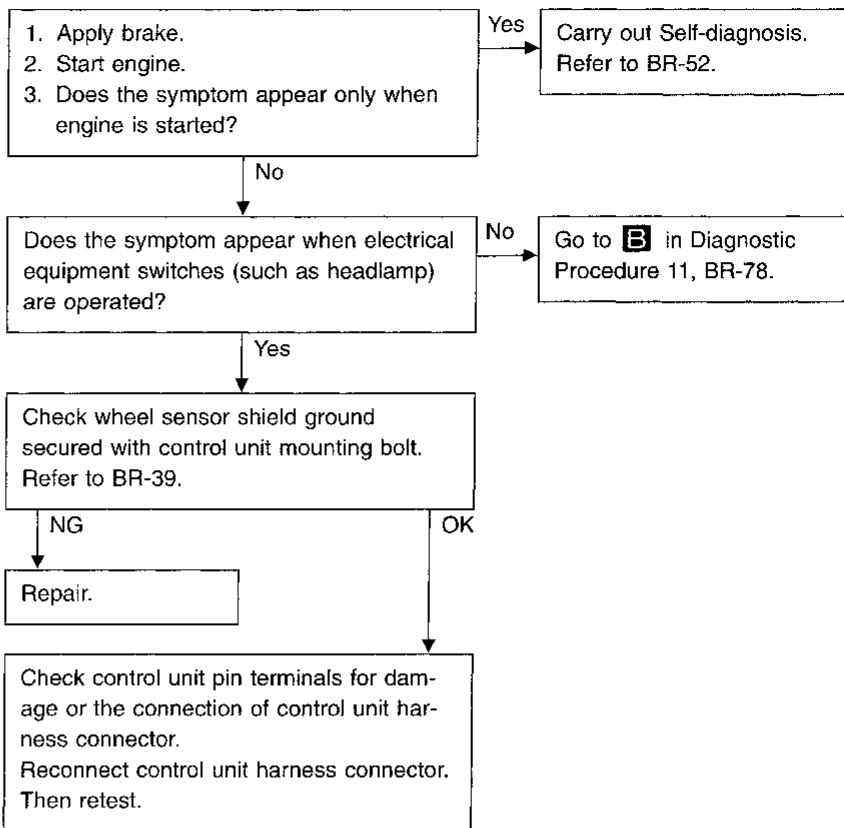 1. Apply brake.
2. Start engine.
3. Does the symptom appear only when
engine is started?
Yes
Carry out Self-diagnosis.
Refer to BR-52.
No
Does the symptom appear when electrical
equipment switches (such as headlamp)
are operated?
No
Go to B in Diagnostic
Procedure 11, BR-78.
Yes
Check wheel sensor shield ground
secured with control unit mounting bolt.
Refer to BR-39.
NG
OK
Repair.
Check control unit pin terminals for dam-
age or the connection of control unit har-
ness connector.
Reconnect control unit harness connector.
Then retest.